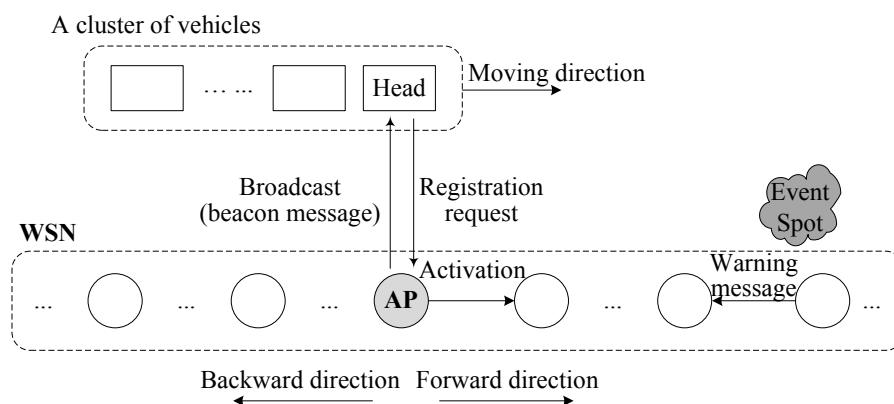 A cluster of vehicles
... ...
Head
Moving direction
Broadcast
(beacon message)
Registration
request
Event
Spot
WSN
...
...
...
AP
Activation
...
Warning
message
...
Backward direction
Forward direction